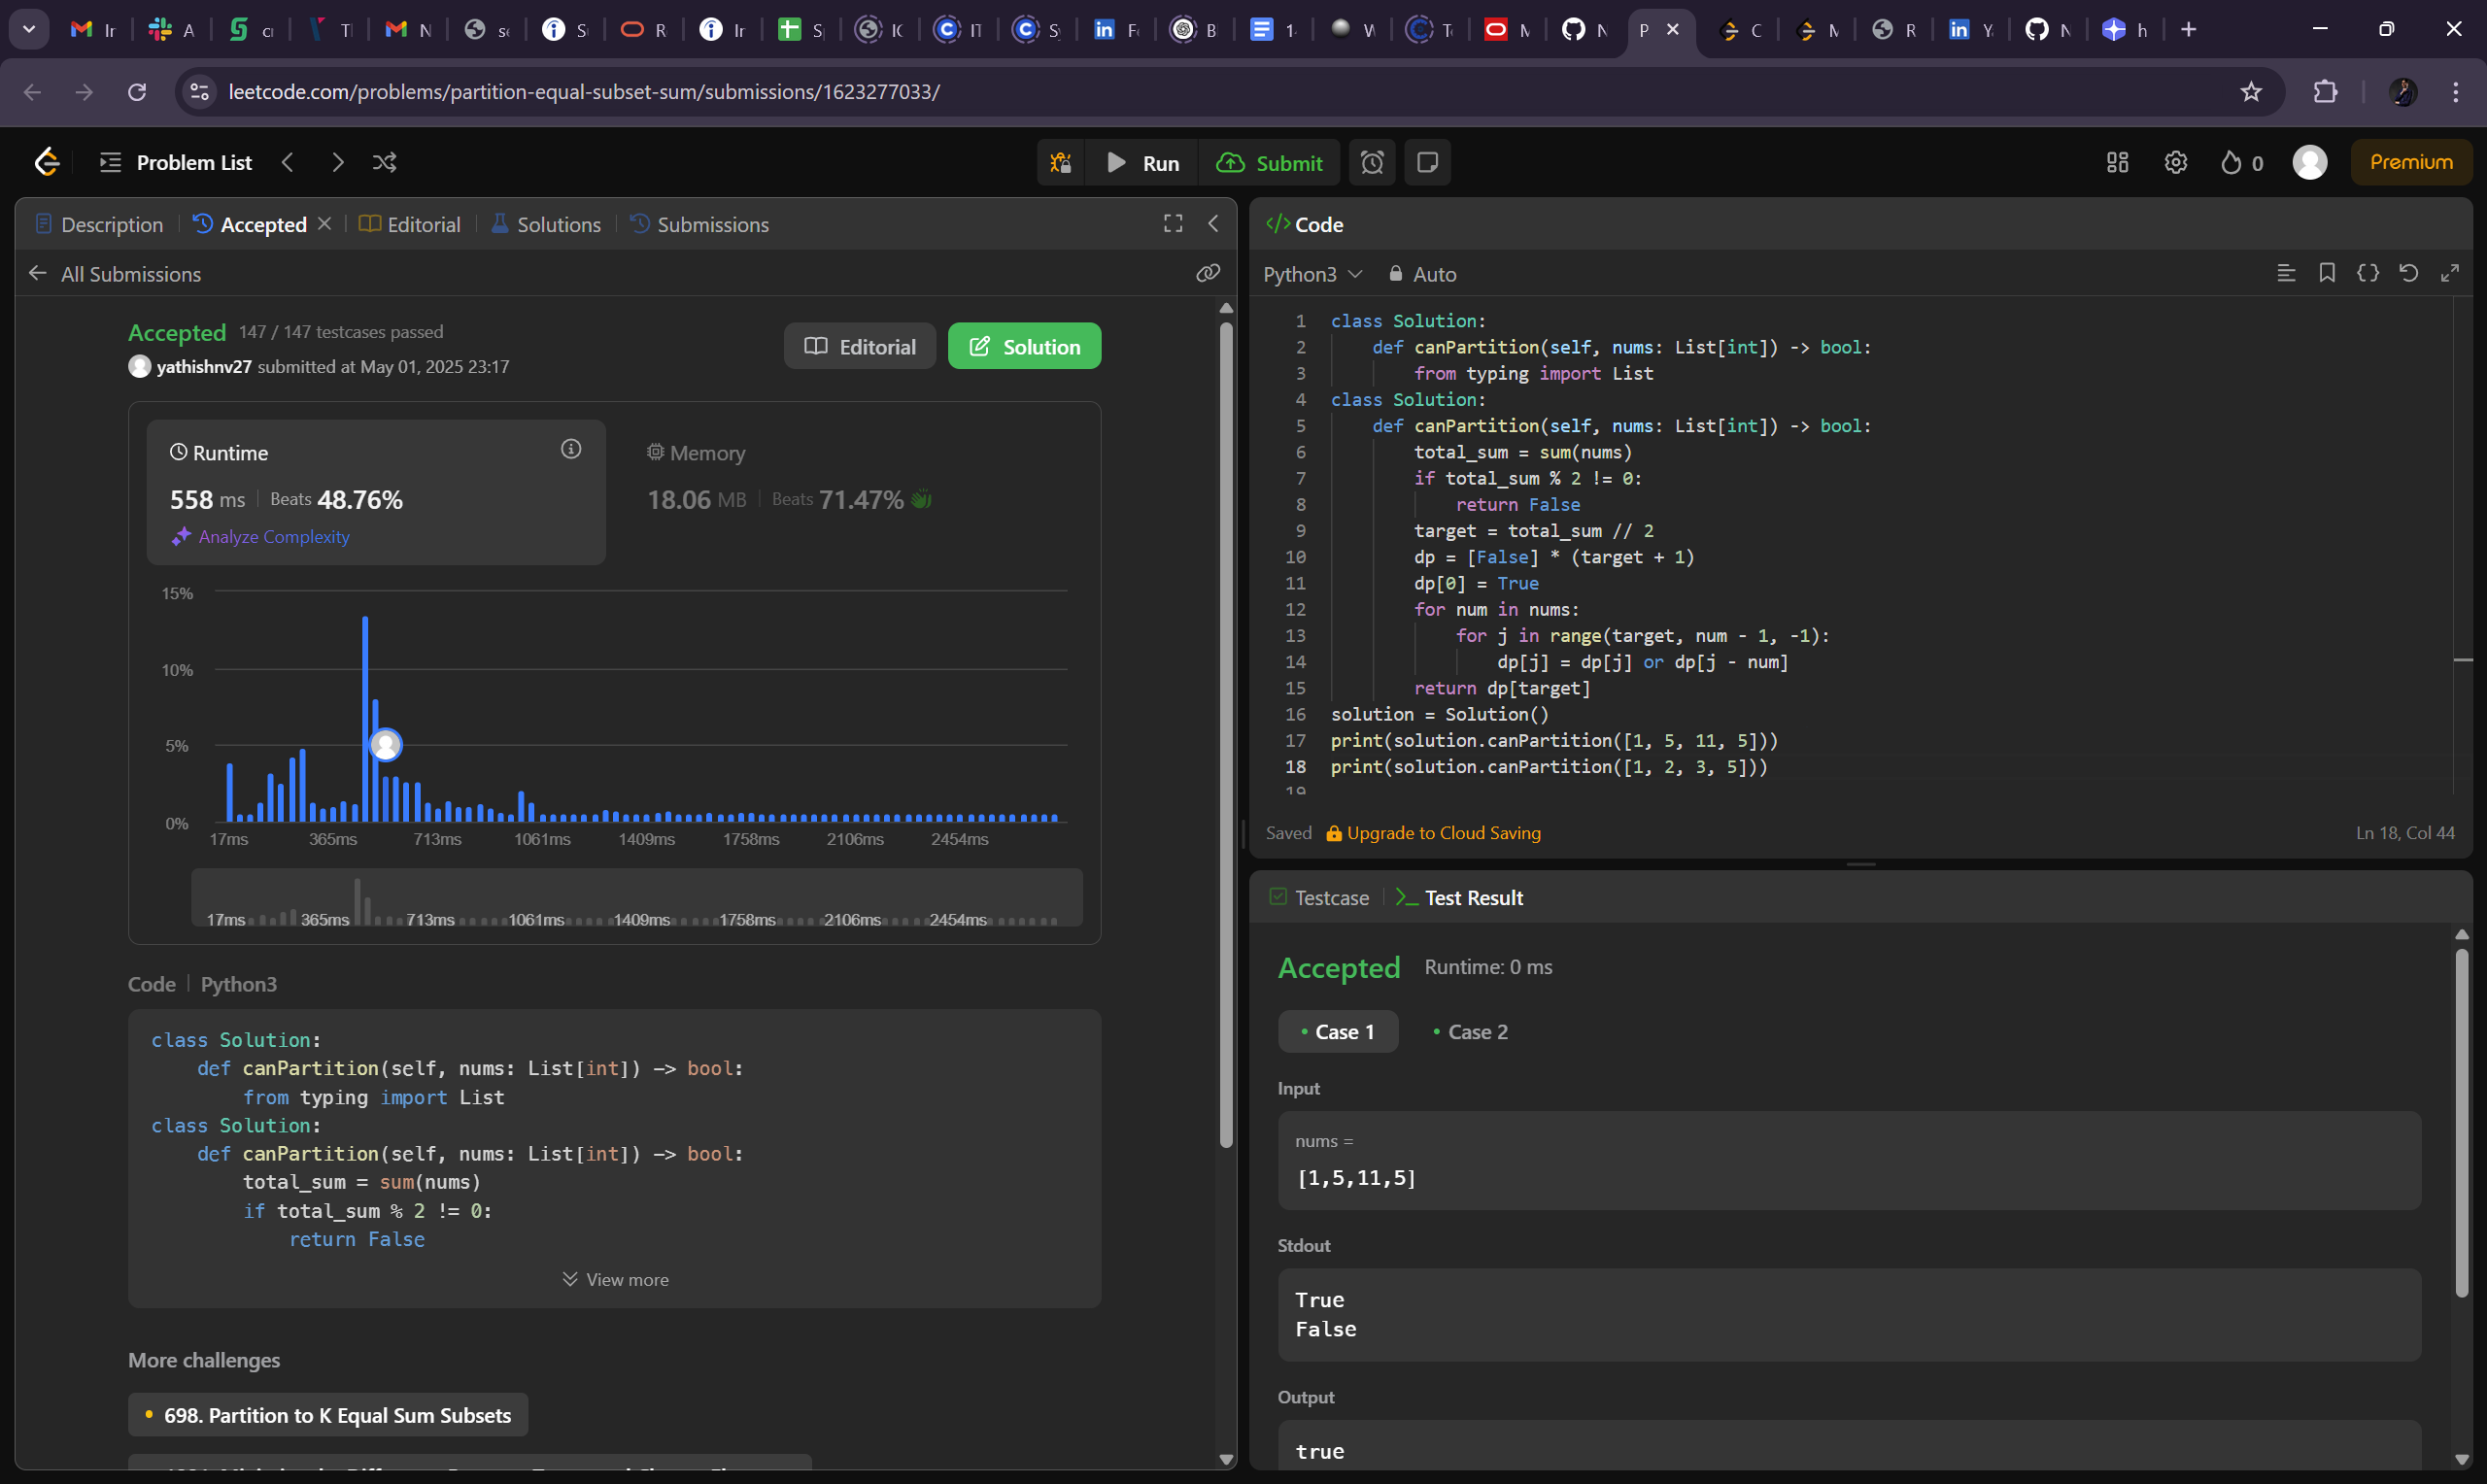 In
A
cr
Tl
N
se
S
R
Ir
S
IC
IT
Sy
Fe
B
1
W
Te
M
N
P
C
M
R
Y
N
h
leetcode.com/problems/partition-equal-subset-sum/submissions/1623277033/
Problem List
Run
Submit
0
Premium
Description
Accepted
Editorial
Solutions
Submissions
All Submissions
Accepted 147 / 147 testcases passed
yathishnv27 submitted at May 01, 2025 23:17
Editorial
Solution
Runtime
558 ms | Beats 48.76%
Analyze Complexity
Memory
18.06 MB | Beats 71.47%
15%
10%
5%
0%
17ms 365ms 713ms 1061ms 1409ms 1758ms 2106ms 2454ms
17ms 365ms 713ms 1061ms 1409ms 1758ms 2106ms 2454ms
Code | Python3
class Solution:
def canPartition(self, nums: List[int]) -> bool:
from typing import List
class Solution:
def canPartition(self, nums: List[int]) -> bool:
total_sum = sum(nums)
if total_sum % 2 != 0:
return False
View more
More challenges
698. Partition to K Equal Sum Subsets
Code
Python3
Auto
1 class Solution:
2 def canPartition(self, nums: List[int]) -> bool:
3 from typing import List
4 class Solution:
5 def canPartition(self, nums: List[int]) -> bool:
6 total_sum = sum(nums)
7 if total_sum % 2 != 0:
8 return False
9 target = total_sum // 2
10 dp = [False] * (target + 1)
11 dp[0] = True
12 for num in nums:
13 for j in range(target, num - 1, -1):
14 dp[j] = dp[j] or dp[j - num]
15 return dp[target]
16 solution = Solution()
17 print(solution.canPartition([1, 5, 11, 5]))
18 print(solution.canPartition([1, 2, 3, 5]))
19
Saved
Upgrade to Cloud Saving
Ln 18, Col 44
Testcase
Test Result
Accepted
Runtime: 0 ms
Case 1
Case 2
Input
nums =
[1,5,11,5]
Stdout
True
False
Output
true